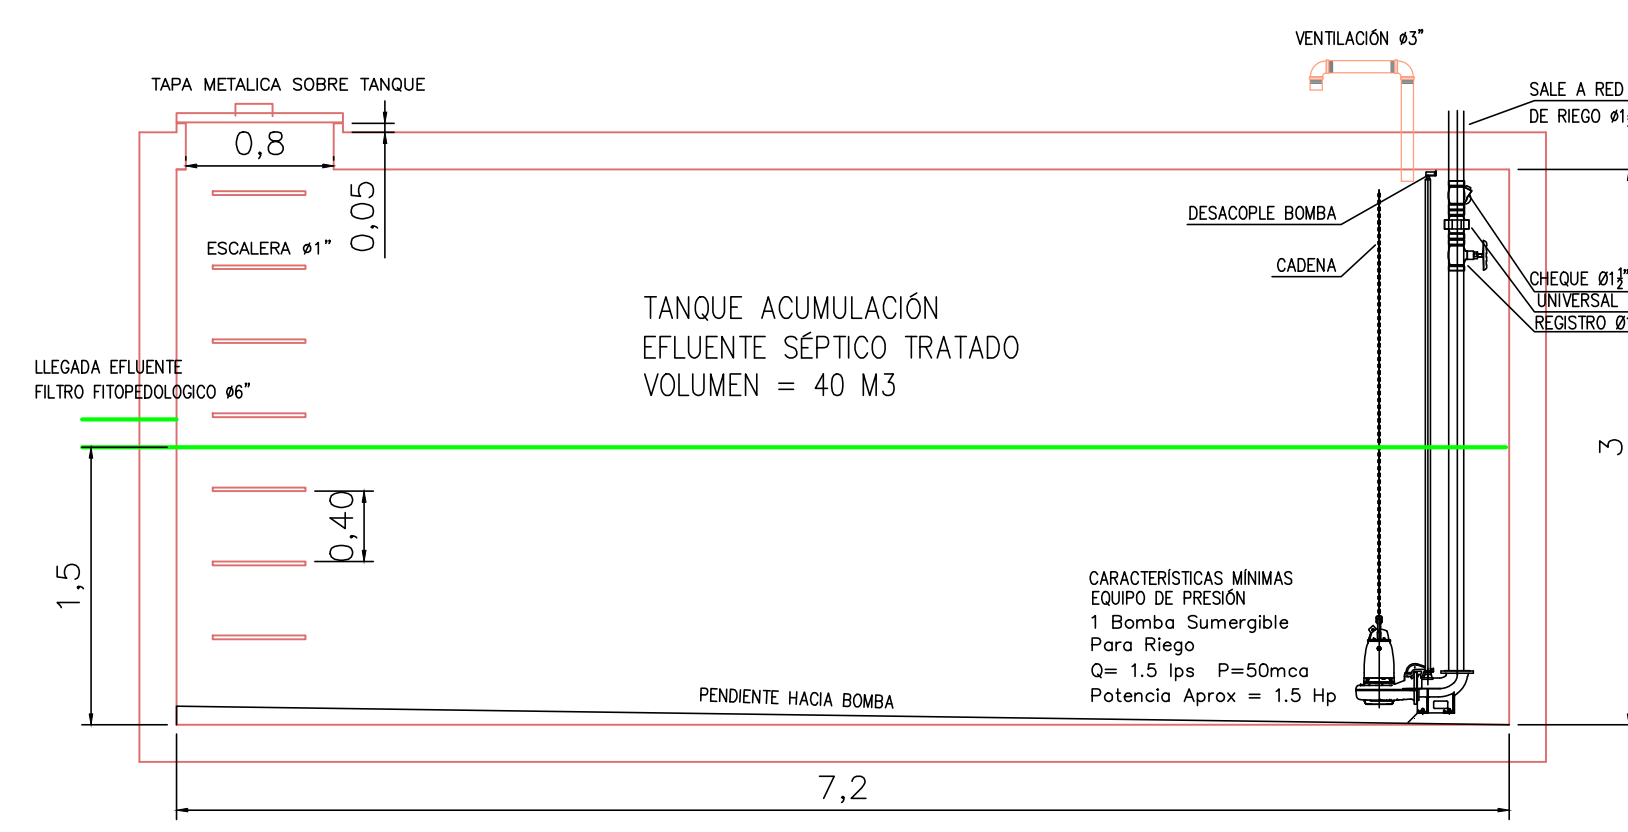 VENTILACIÓN ø3"
TAPA METALICA SOBRE TANQUE
SALE A RED
DE RIEGO
0,8
0,05
DESACOPLE BOMBA
ESCALERA ø1"
CADENA
CHEQUE Ø1½"
UNIVERSAL
REGISTRO
TANQUE ACUMULACIÓN
EFLUENTE SÉPTICO TRATADO
VOLUMEN = 40 M3
LLEGADA EFLUENTE
FILTRO FITOPEDOLOGICO ø6"
3
0,40
1,5
CARACTERÍSTICAS MÍNIMAS
EQUIPO DE PRESIÓN
1 Bomba Sumergible
Para Riego
Q= 1.5 lps P=50mca
Potencia Aprox = 1.5 Hp
PENDIENTE HACIA BOMBA
7,2